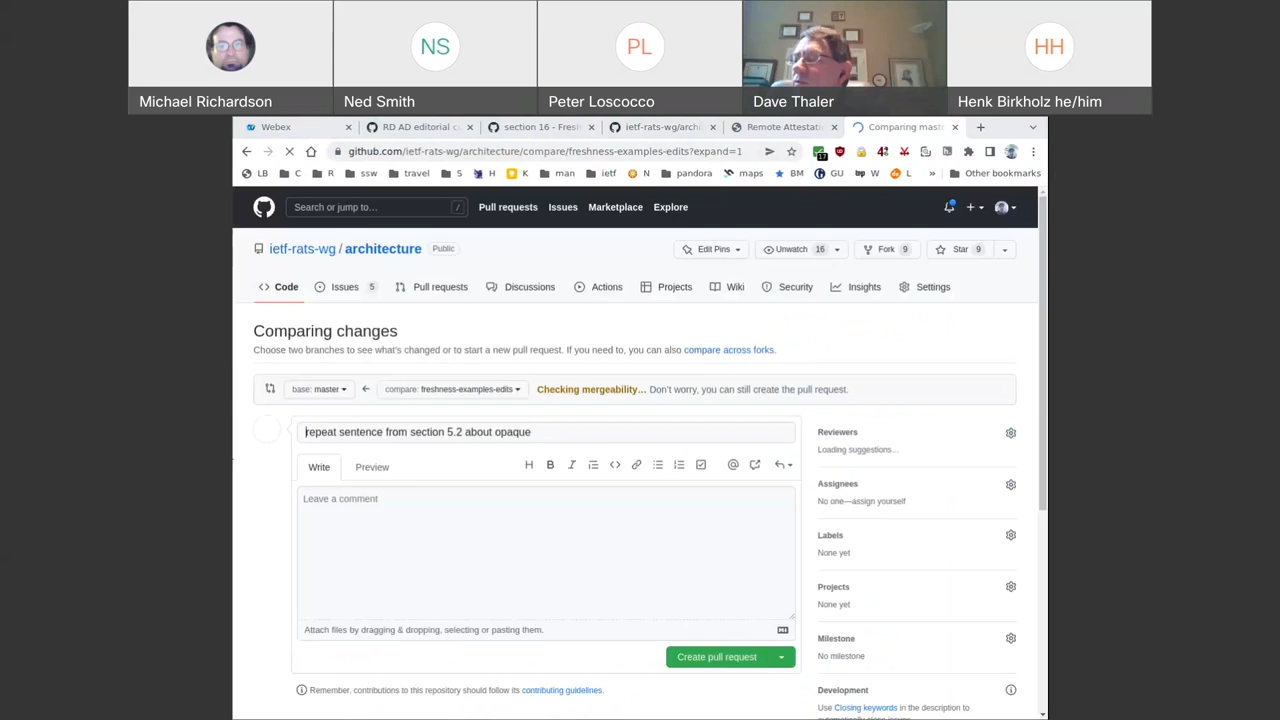 NS
PL
HH
Michael Richardson
Ned Smith
Peter Loscocco
Dave Thaler
Henk Birkholz he/him
Webex
RD AD editorial c
section 16 - Fresh
ietf-rats-wg/archi
Remote Attestati
Comparing mast
github.com/ietf-rats-wg/architecture/compare/freshness-examples-edits?expand=1
17
LB
C
R
ssw
travel
S
H
K
man
ietf
N
pandora
maps
BM
GU
W
L
»
Other bookmarks
Search or jump to…
/
Pull requests
Issues
Marketplace
Explore
ietf-rats-wg / architecture
Public
Edit Pins
Unwatch 16
Fork 9
Star 9
Code
Issues 5
Pull requests
Discussions
Actions
Projects
Wiki
Security
Insights
Settings
Comparing changes
Choose two branches to see what's changed or to start a new pull request. If you need to, you can also compare across forks.
base: master
compare: freshness-examples-edits
Checking mergeability… Don't worry, you can still create the pull request.
repeat sentence from section 5.2 about opaque
Write
Preview
H
B
I
@
Leave a comment
Attach files by dragging & dropping, selecting or pasting them.
Create pull request
Remember, contributions to this repository should follow its contributing guidelines.
Reviewers
Loading suggestions…
Assignees
No one—assign yourself
Labels
None yet
Projects
None yet
Milestone
No milestone
Development
Use Closing keywords in the description to